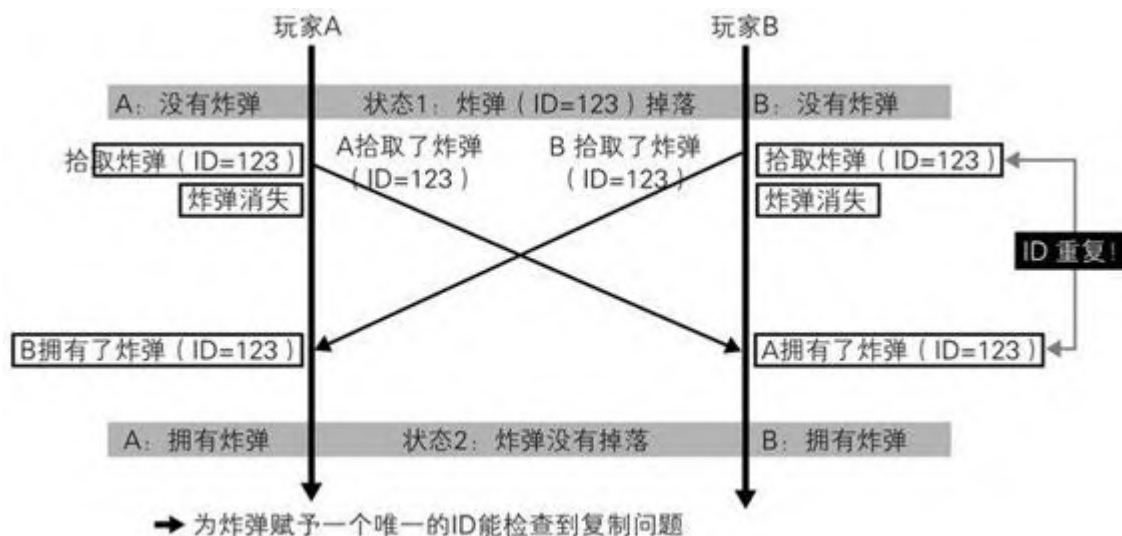 玩家A
玩家B
A：没有炸弹
状态1：炸弹（ID=123）掉落
B：没有炸弹
拾取炸弹（ID=123）
A拾取了炸弹
（ID=123）
B 拾取了炸弹
（ID=123）
拾取炸弹（ID=123）
炸弹消失
炸弹消失
ID 重复！
B拥有了炸弹（ID=123）
A拥有了炸弹（ID=123）
A：拥有炸弹
状态2：炸弹没有掉落
B：拥有炸弹
➔ 为炸弹赋予一个唯一的ID能检查到复制问题